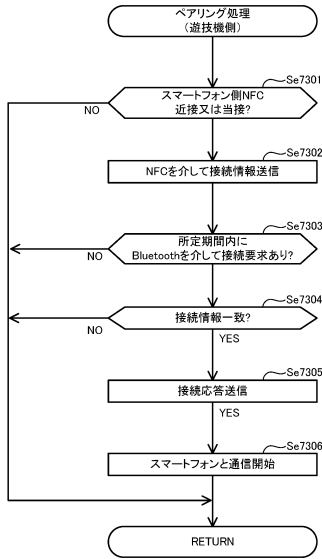 ペアリング処理
（遊技機側）
Se7301
スマートフォン側NFC
近接又は当接?
NO
Se7302
NFCを介して接続情報送信
Se7303
所定期間内に
Bluetoothを介して接続要求あり?
NO
Se7304
接続情報一致?
NO
YES
Se7305
接続応答送信
YES
Se7306
スマートフォンと通信開始
RETURN